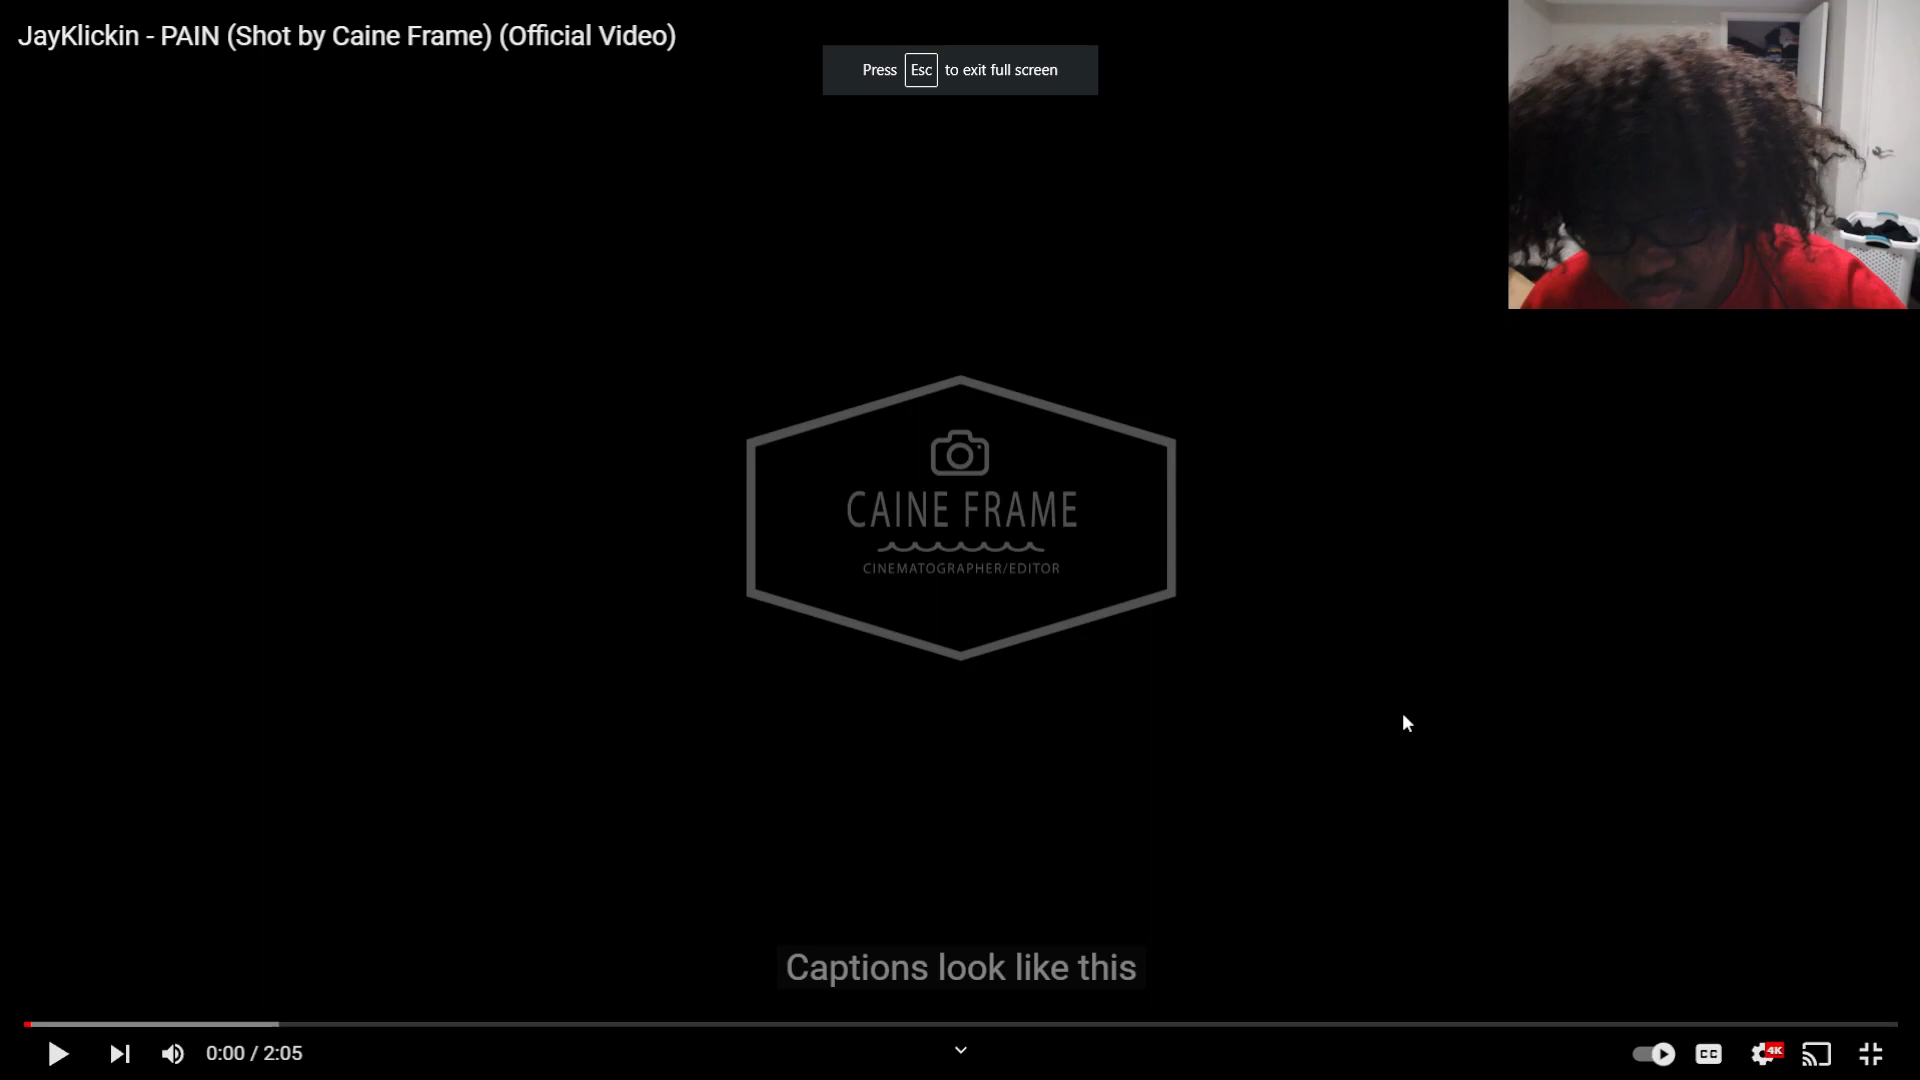 JayKlickin - PAIN (Shot by Caine Frame) (Official Video)
Press Esc to exit full screen
CAINE FRAME
CINEMATOGRAPHER/EDITOR
Captions look like this
0:00 / 2:05
CC
4K